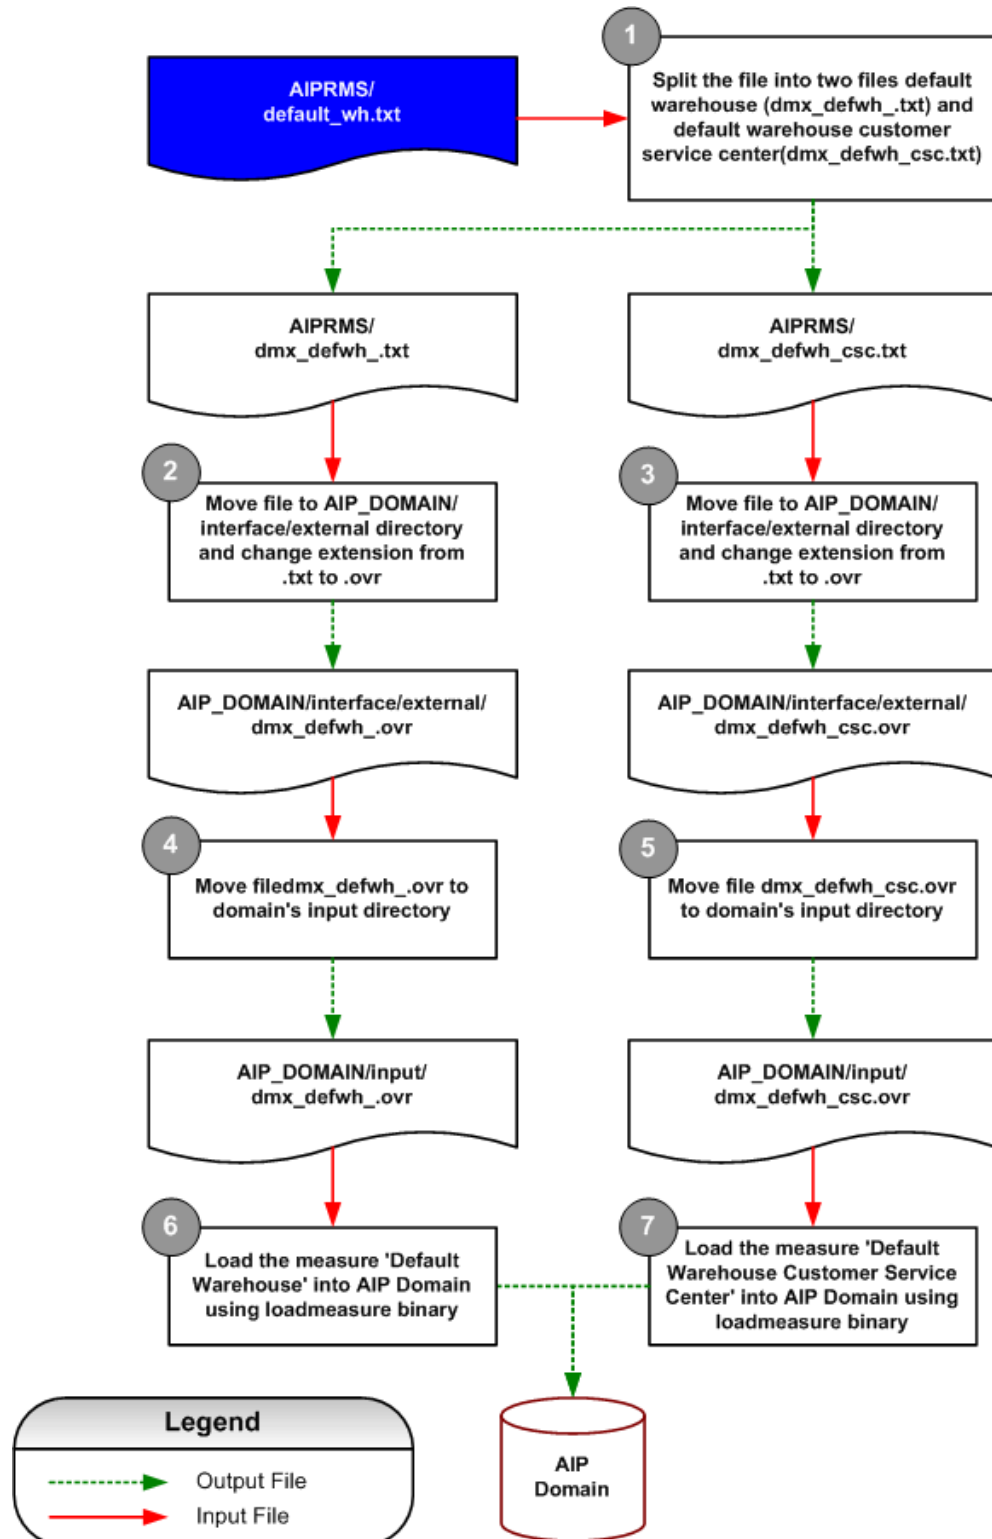 1
AIPRMS/
default_wh.txt
Split the file into two files default
warehouse (dmx_defwh_.txt) and
default warehouse customer
service center(dmx_defwh_csc.txt)
AIPRMS/
dmx_defwh_.txt
AIPRMS/
dmx_defwh_csc.txt
2
Move file to AIP_DOMAIN/
interface/external directory
and change extension from
.txt to .ovr
3
Move file to AIP_DOMAIN/
interface/external directory
and change extension from
.txt to .ovr
AIP_DOMAIN/interface/external/
dmx_defwh_.ovr
AIP_DOMAIN/interface/external/
dmx_defwh_csc.ovr
4
Move filedmx_defwh_.ovr to
domain's input directory
5
Move file dmx_defwh_csc.ovr
to domain's input directory
AIP_DOMAIN/input/
dmx_defwh_.ovr
AIP_DOMAIN/input/
dmx_defwh_csc.ovr
6
Load the measure 'Default
Warehouse' into AIP Domain
using loadmeasure binary
7
Load the measure 'Default
Warehouse Customer Service
Center' into AIP Domain using
loadmeasure binary
Legend
Output File
Input File
AIP
Domain